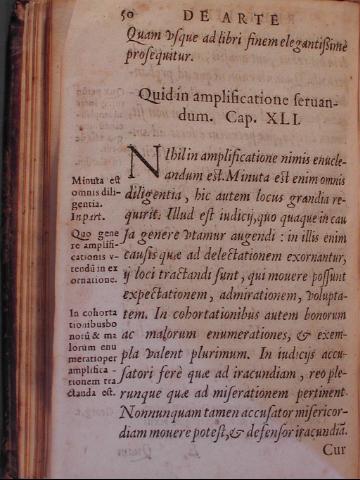 50 DE ARTE
Quam vsque ad libri finem elegantissimè
prosequitur.
Quid in amplificatione seruan-
dum. Cap. XLI.
NIhil in amplificatione nimis enucle-
andum est. Minuta est enim omnis
diligentia, hic autem locus grandia re-
quirit. Illud est iudicij, quo quaque in cau
sa genere vtamur augendi: in illis enim
causis quæ ad delectationem exornantur,
ij loci tractandi sunt, qui mouere possunt
expectationem, admirationem, volupta-
tem. In cohortationibus autem bonorum
ac malorum enumerationes, & exem-
pla valent plurimum. In iudicijs accu-
satori ferè quæ ad iracundiam, reo ple-
runque quæ ad miserationem pertinent.
Nonnunquam tamen accusator misericor-
diam mouere potest, & defensor iracundiã.
Cur
Minuta est
omnis dili-
gentia.
In part.
Quo gene
re amplifi-
cationis v-
tendũ in ex
ornatione.
In cohorta
tionibusbo
norũ & ma
lorum enu
merationper
amplifica-
tionem tra
ctanda est.